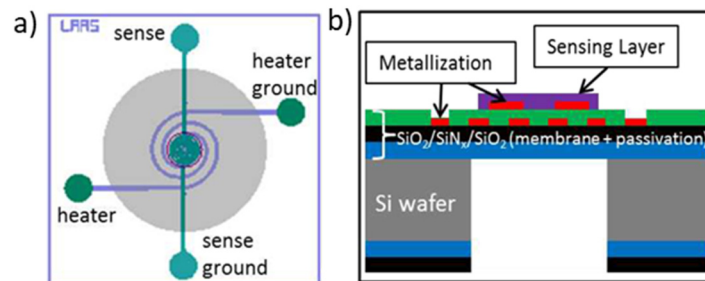 a)
LAAS
sense
heater
ground
heater
sense
ground
b)
Metallization
Sensing Layer
SiO₂/SiNₓ/SiO₂ (membrane + passivation)
Si wafer